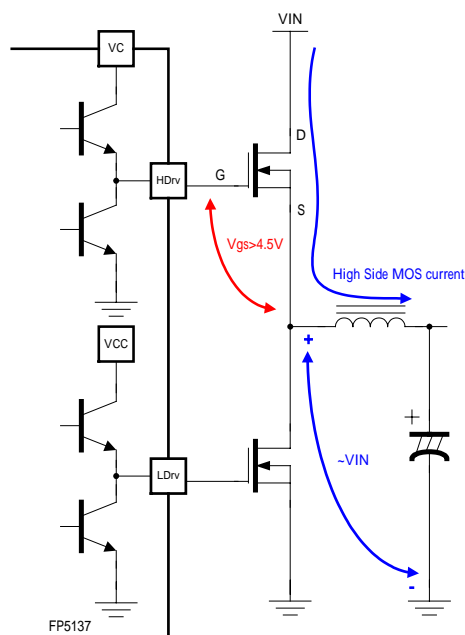 VIN
VC
D
HDrv
G
S
Vgs>4.5V
High Side MOS current
+
VCC
+
~VIN
LDrv
-
FP5137